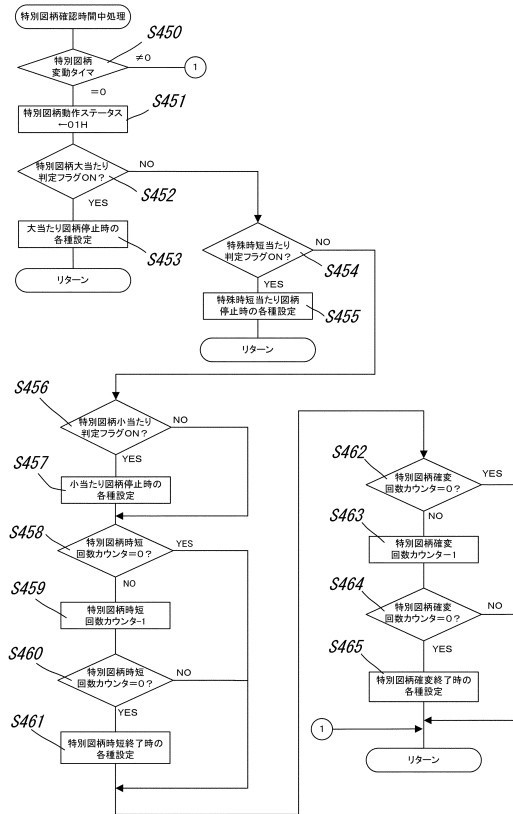 特別図柄確認時間中処理
S450
特別図柄
変動タイマ
≠0
1
=0
S451
特別図柄動作ステータス
←01H
特別図柄大当たり
判定フラグON?
NO
S452
YES
大当たり図柄停止時の
各種設定
S453
リターン
特殊時短当たり
判定フラグON?
NO
S454
YES
特殊時短当たり図柄
停止時の各種設定
S455
リターン
S456
特別図柄小当たり
判定フラグON?
NO
YES
S457
小当たり図柄停止時の
各種設定
S458
特別図柄時短
回数カウンタ=0?
YES
NO
S459
特別図柄時短
回数カウンタ-1
S460
特別図柄時短
回数カウンタ=0?
NO
YES
S461
特別図柄時短終了時の
各種設定
S462
特別図柄確変
回数カウンタ=0?
YES
NO
S463
特別図柄確変
回数カウンタ-1
S464
特別図柄確変
回数カウンタ=0?
NO
YES
S465
特別図柄確変終了時の
各種設定
1
リターン